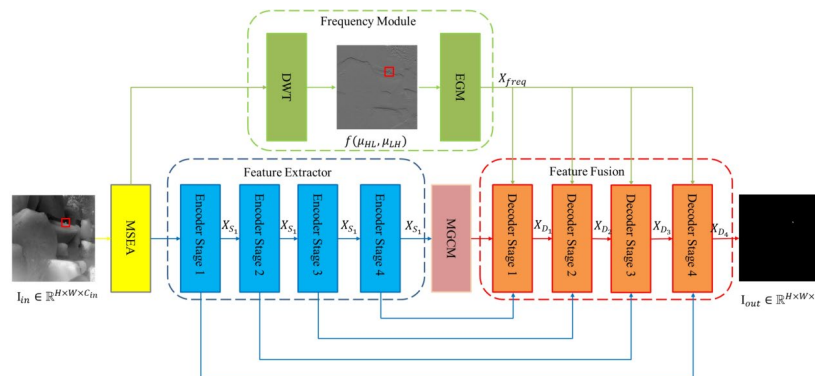 Frequency Module
DWT
f(μ_HL, μ_LH)
EGM
X_freq
Feature Extractor
Feature Fusion
MSEA
Encoder Stage 1
X_S₁
Encoder Stage 2
X_S₁
Encoder Stage 3
X_S₁
Encoder Stage 4
X_S₁
MGCM
Decoder Stage 1
X_D₁
Decoder Stage 2
X_D₂
Decoder Stage 3
X_D₃
Decoder Stage 4
X_D₄
I_in ∈ ℝ^H×W×C_in
I_out ∈ ℝ^H×W×